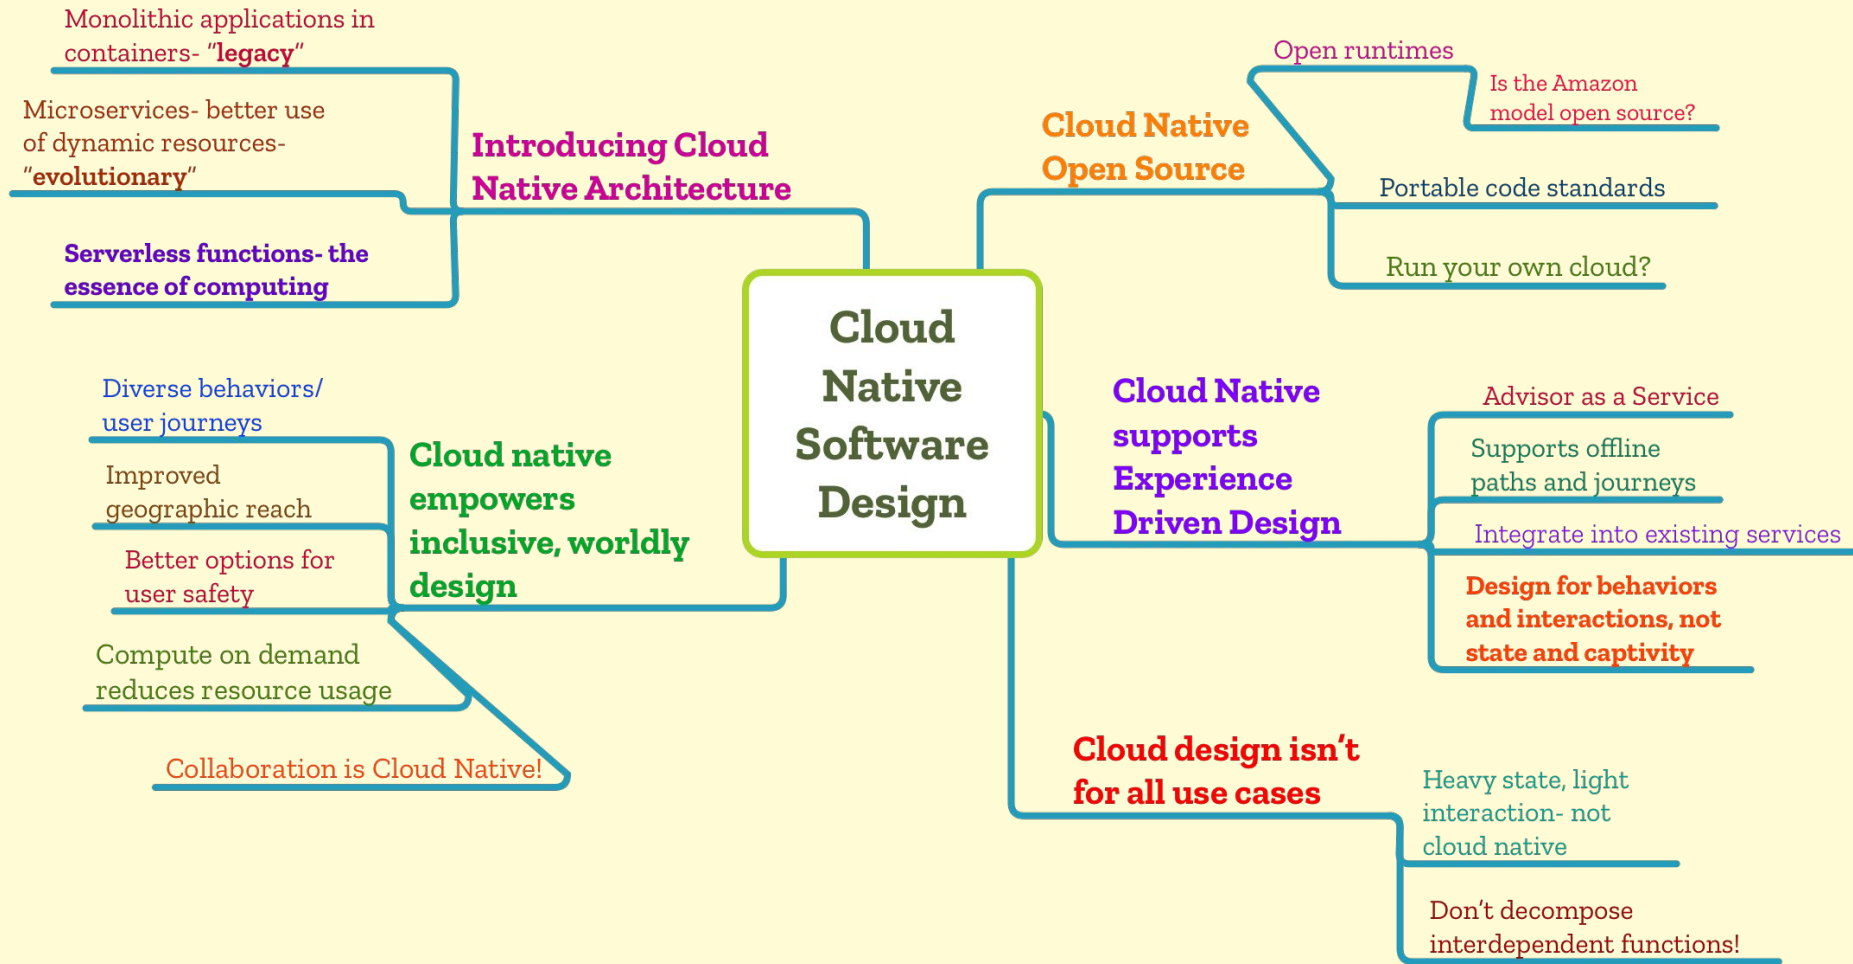 Cloud
Native
Software
Design
Introducing Cloud
Native Architecture
Monolithic applications in
containers- “legacy”
Microservices- better use
of dynamic resources-
“evolutionary”
Serverless functions- the
essence of computing
Cloud native
empowers
inclusive, worldly
design
Diverse behaviors/
user journeys
Improved
geographic reach
Better options for
user safety
Compute on demand
reduces resource usage
Collaboration is Cloud Native!
Cloud Native
Open Source
Open runtimes
Is the Amazon
model open source?
Portable code standards
Run your own cloud?
Cloud Native
supports
Experience
Driven Design
Advisor as a Service
Supports offline
paths and journeys
Integrate into existing services
Design for behaviors
and interactions, not
state and captivity
Cloud design isn’t
for all use cases
Heavy state, light
interaction- not
cloud native
Don’t decompose
interdependent functions!